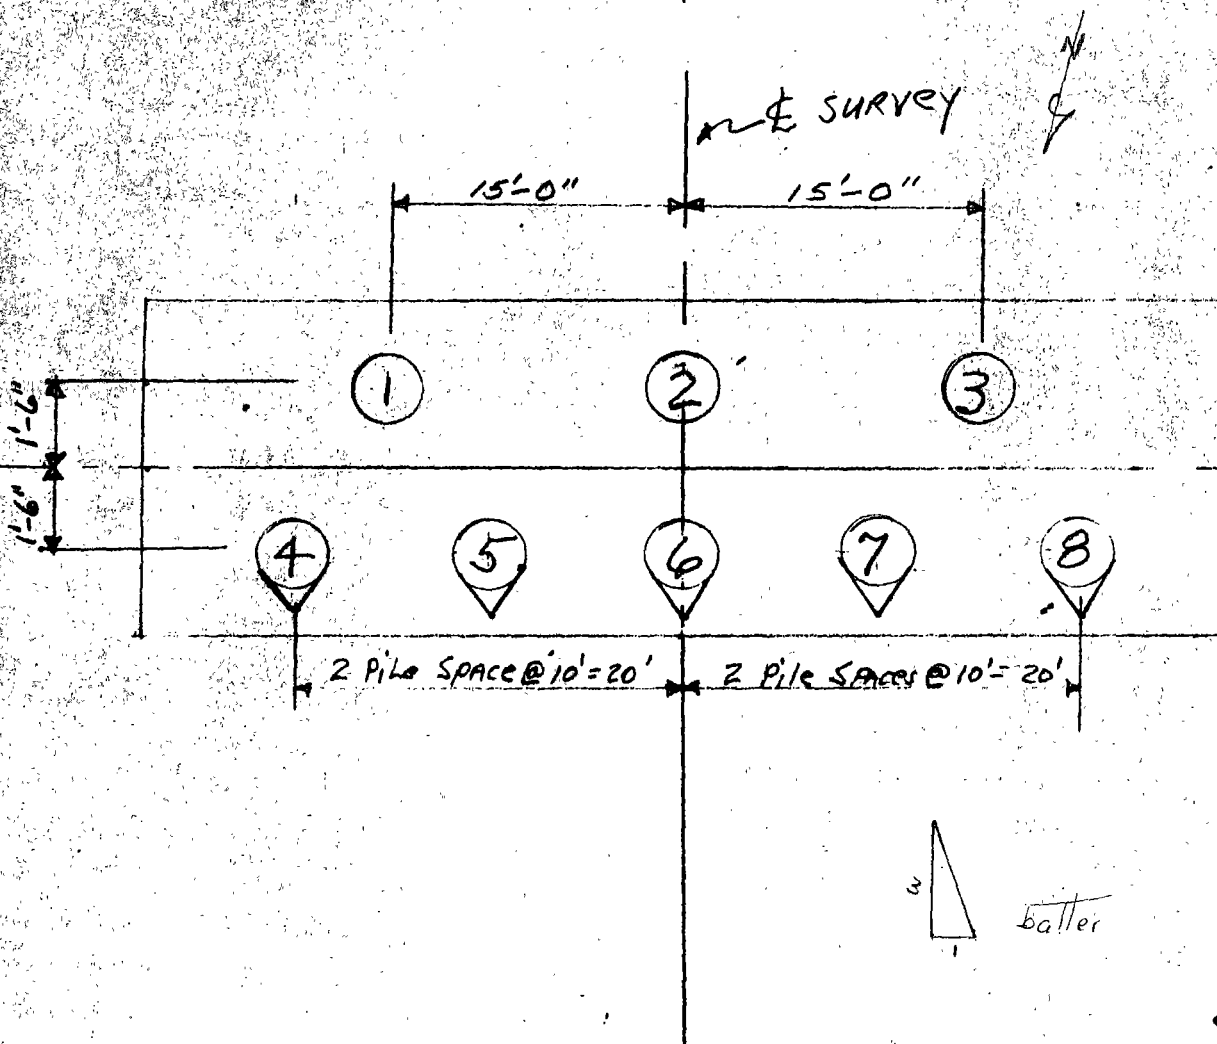 N
℄ SURVEY
15'-0" 15'-0"
1 2 3
1'-6"
1'-6"
4 5 6 7 8
2 Pile Space @ 10' = 20' 2 Pile Spaces @ 10' = 20'
3
batter
1